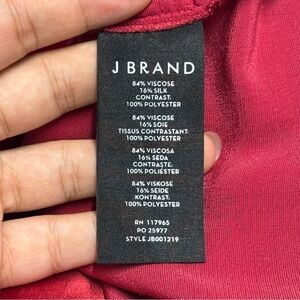 J BRAND
84% VISCOSE
16% SILK
CONTRAST:
100% POLYESTER
84% VISCOSE
16% SOIE
TISSUS CONTRASTANT:
100% POLYESTER
84% VISCOSA
16% SEDA
CONTRASTE:
100% POLIÉSTER
84% VISKOSE
16% SEIDE
KONTRAST:
100% POLYESTER
RN 117965
PO 25977
STYLE JB001219